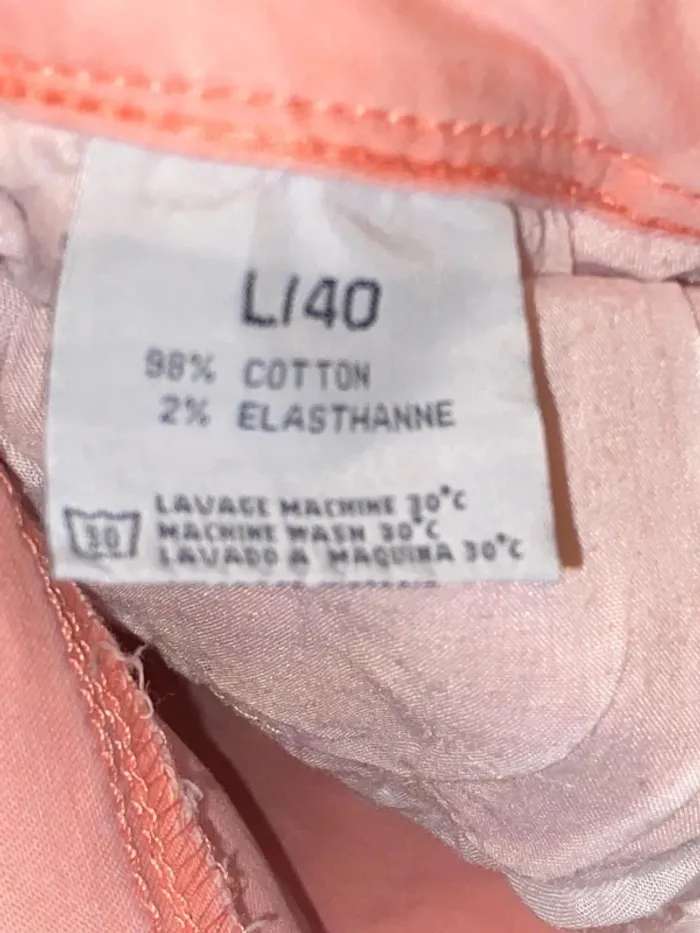 L/40
98% COTTON
2% ELASTHANNE
30
LAVAGE MACHINE 30°C
MACHINE WASH 30°C
LAVADO A MAQUINA 30°C